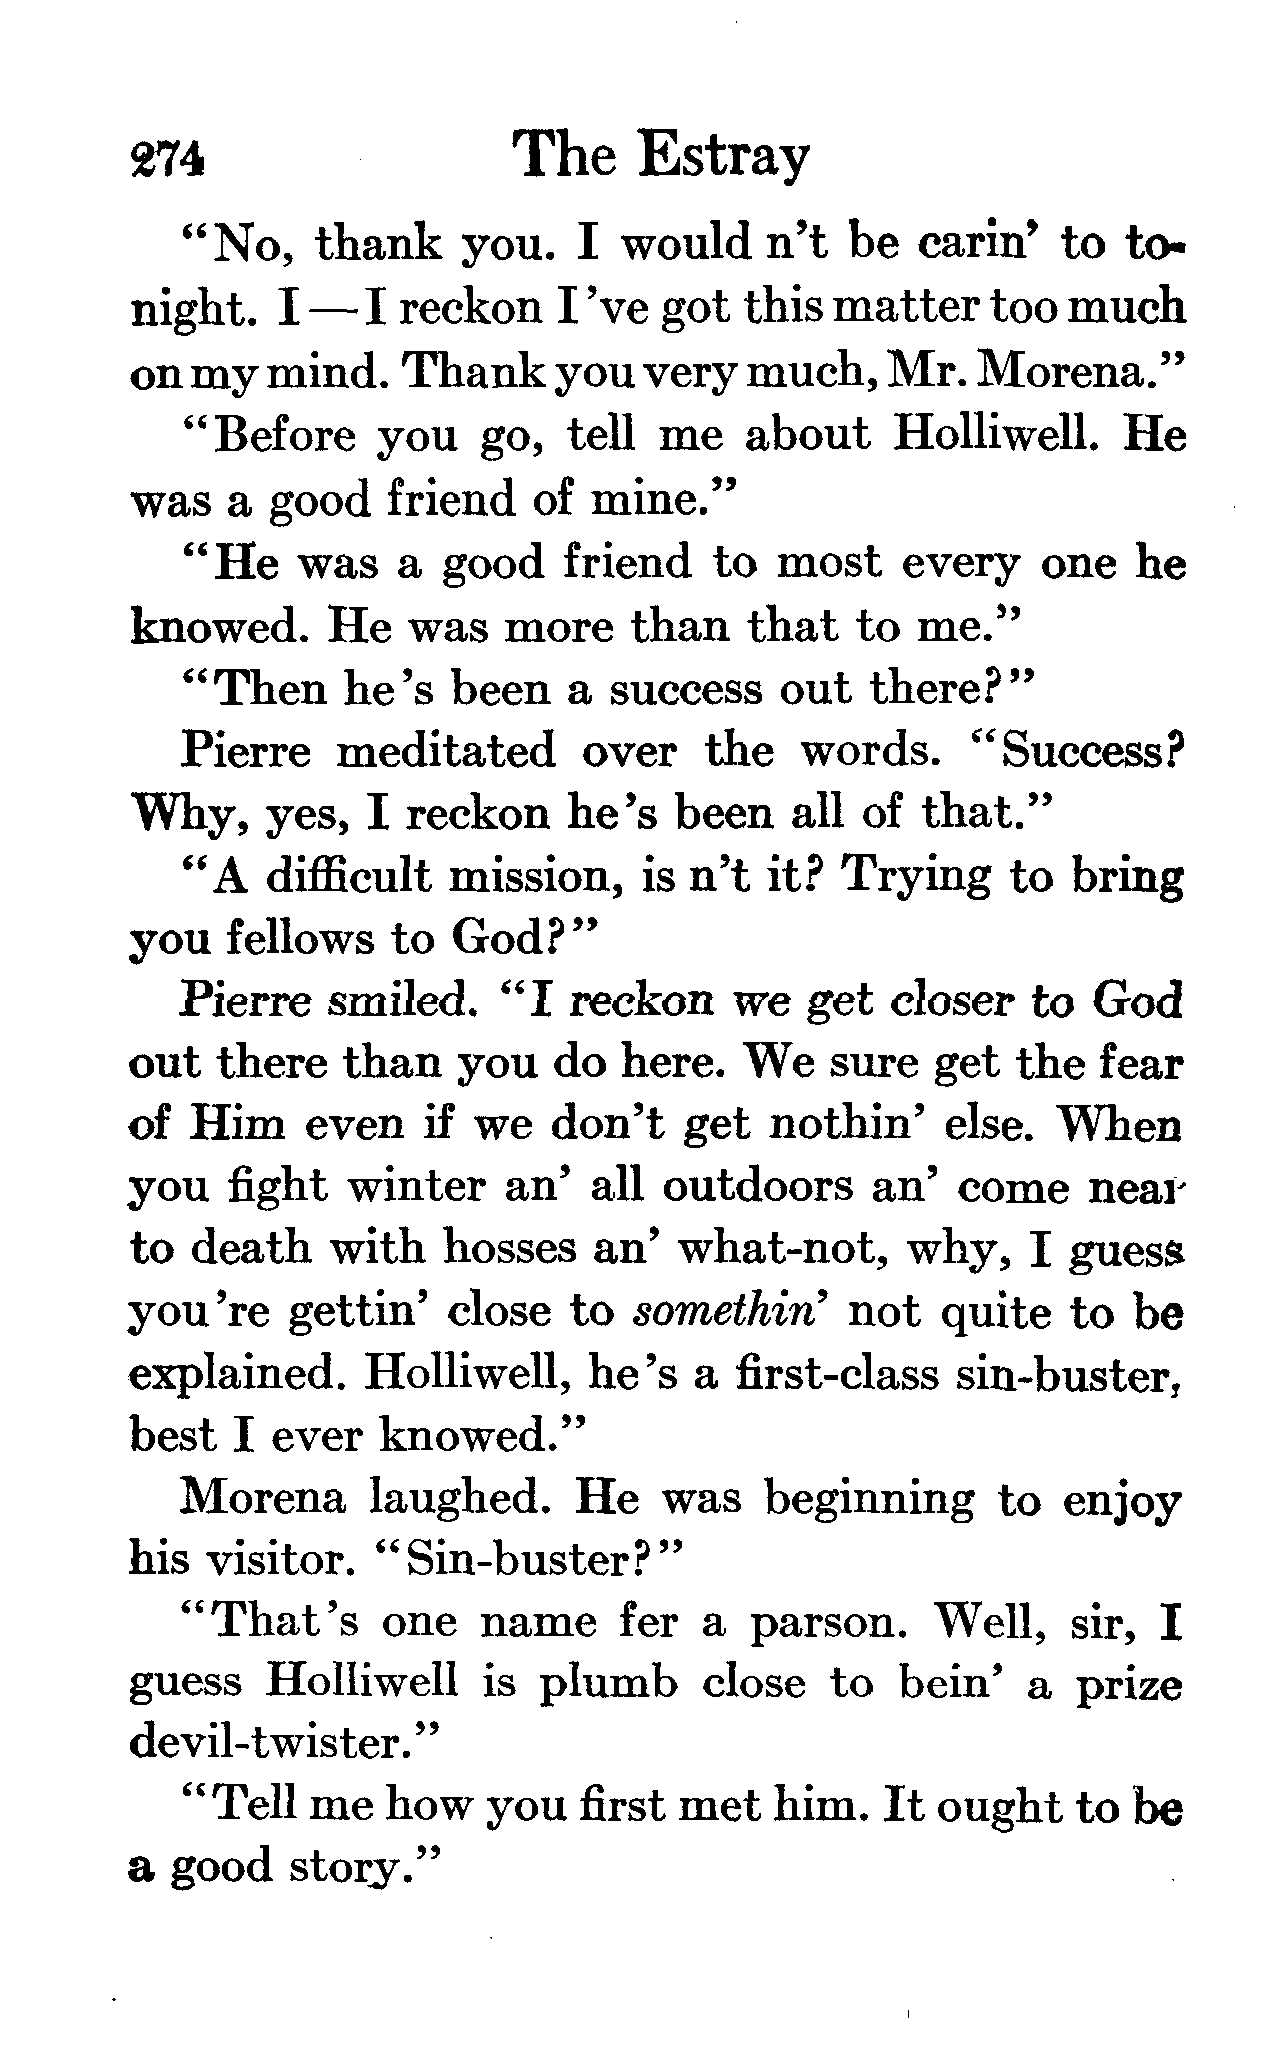 274 The Estray
“No, thank you. I would n’t be carin’ to to-
night. I—I reckon I ’ve got this matter too much
on my mind. Thank you very much, Mr. Morena.”
“Before you go, tell me about Holliwell. He
was a good friend of mine.”
“He was a good friend to most every one he
knowed. He was more than that to me.”
“Then he ’s been a success out there?”
Pierre meditated over the words. “Success?
Why, yes, I reckon he ’s been all of that.”
“A difficult mission, is n’t it? Trying to bring
you fellows to God?”
Pierre smiled. “I reckon we get closer to God
out there than you do here. We sure get the fear
of Him even if we don’t get nothin’ else. When
you fight winter an’ all outdoors an’ come near
to death with hosses an’ what-not, why, I guess
you ’re gettin’ close to somethin’ not quite to be
explained. Holliwell, he ’s a first-class sin-buster,
best I ever knowed.”
Morena laughed. He was beginning to enjoy
his visitor. “Sin-buster?”
“That ’s one name fer a parson. Well, sir, I
guess Holliwell is plumb close to bein’ a prize
devil-twister.”
“Tell me how you first met him. It ought to be
a good story.”